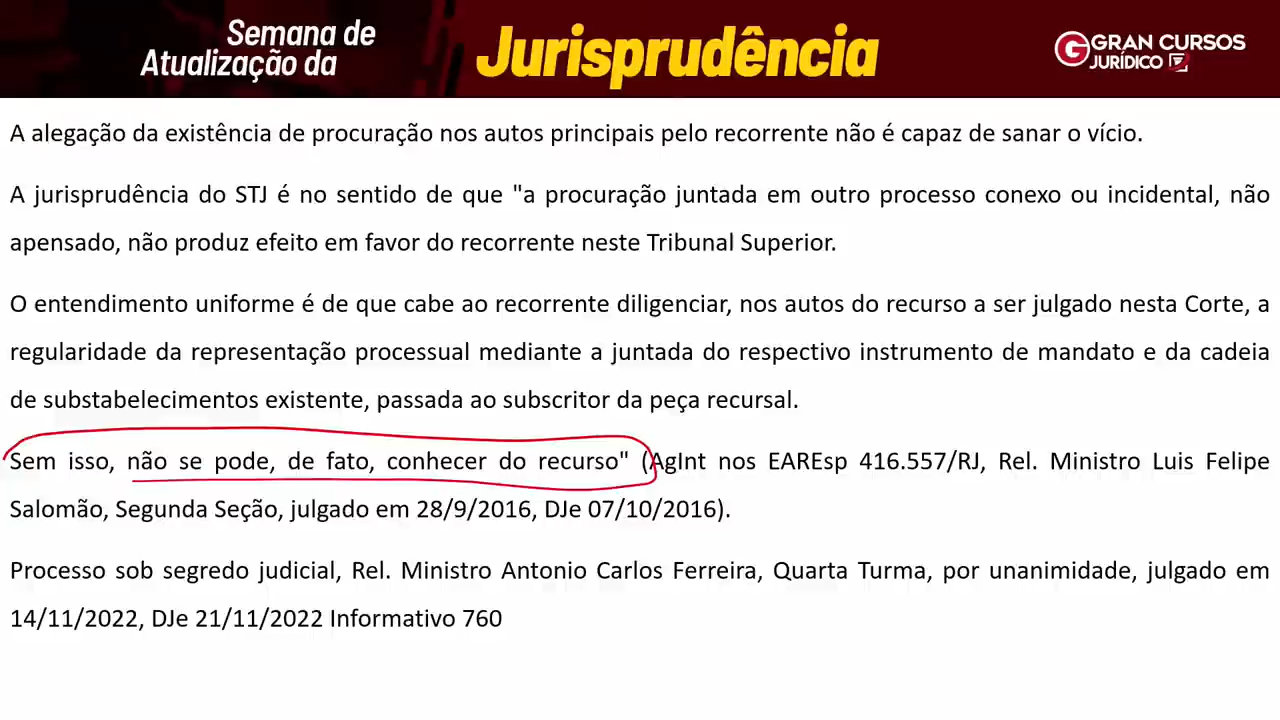 Semana de
Atualização da
Jurisprudência
GRAN CURSOS
JURÍDICO
A alegação da existência de procuração nos autos principais pelo recorrente não é capaz de sanar o vício.
A jurisprudência do STJ é no sentido de que "a procuração juntada em outro processo conexo ou incidental, não
apensado, não produz efeito em favor do recorrente neste Tribunal Superior.
O entendimento uniforme é de que cabe ao recorrente diligenciar, nos autos do recurso a ser julgado nesta Corte, a
regularidade da representação processual mediante a juntada do respectivo instrumento de mandato e da cadeia
de substabelecimentos existente, passada ao subscritor da peça recursal.
Sem isso, não se pode, de fato, conhecer do recurso" (AgInt nos EAREsp 416.557/RJ, Rel. Ministro Luis Felipe
Salomão, Segunda Seção, julgado em 28/9/2016, DJe 07/10/2016).
Processo sob segredo judicial, Rel. Ministro Antonio Carlos Ferreira, Quarta Turma, por unanimidade, julgado em
14/11/2022, DJe 21/11/2022 Informativo 760